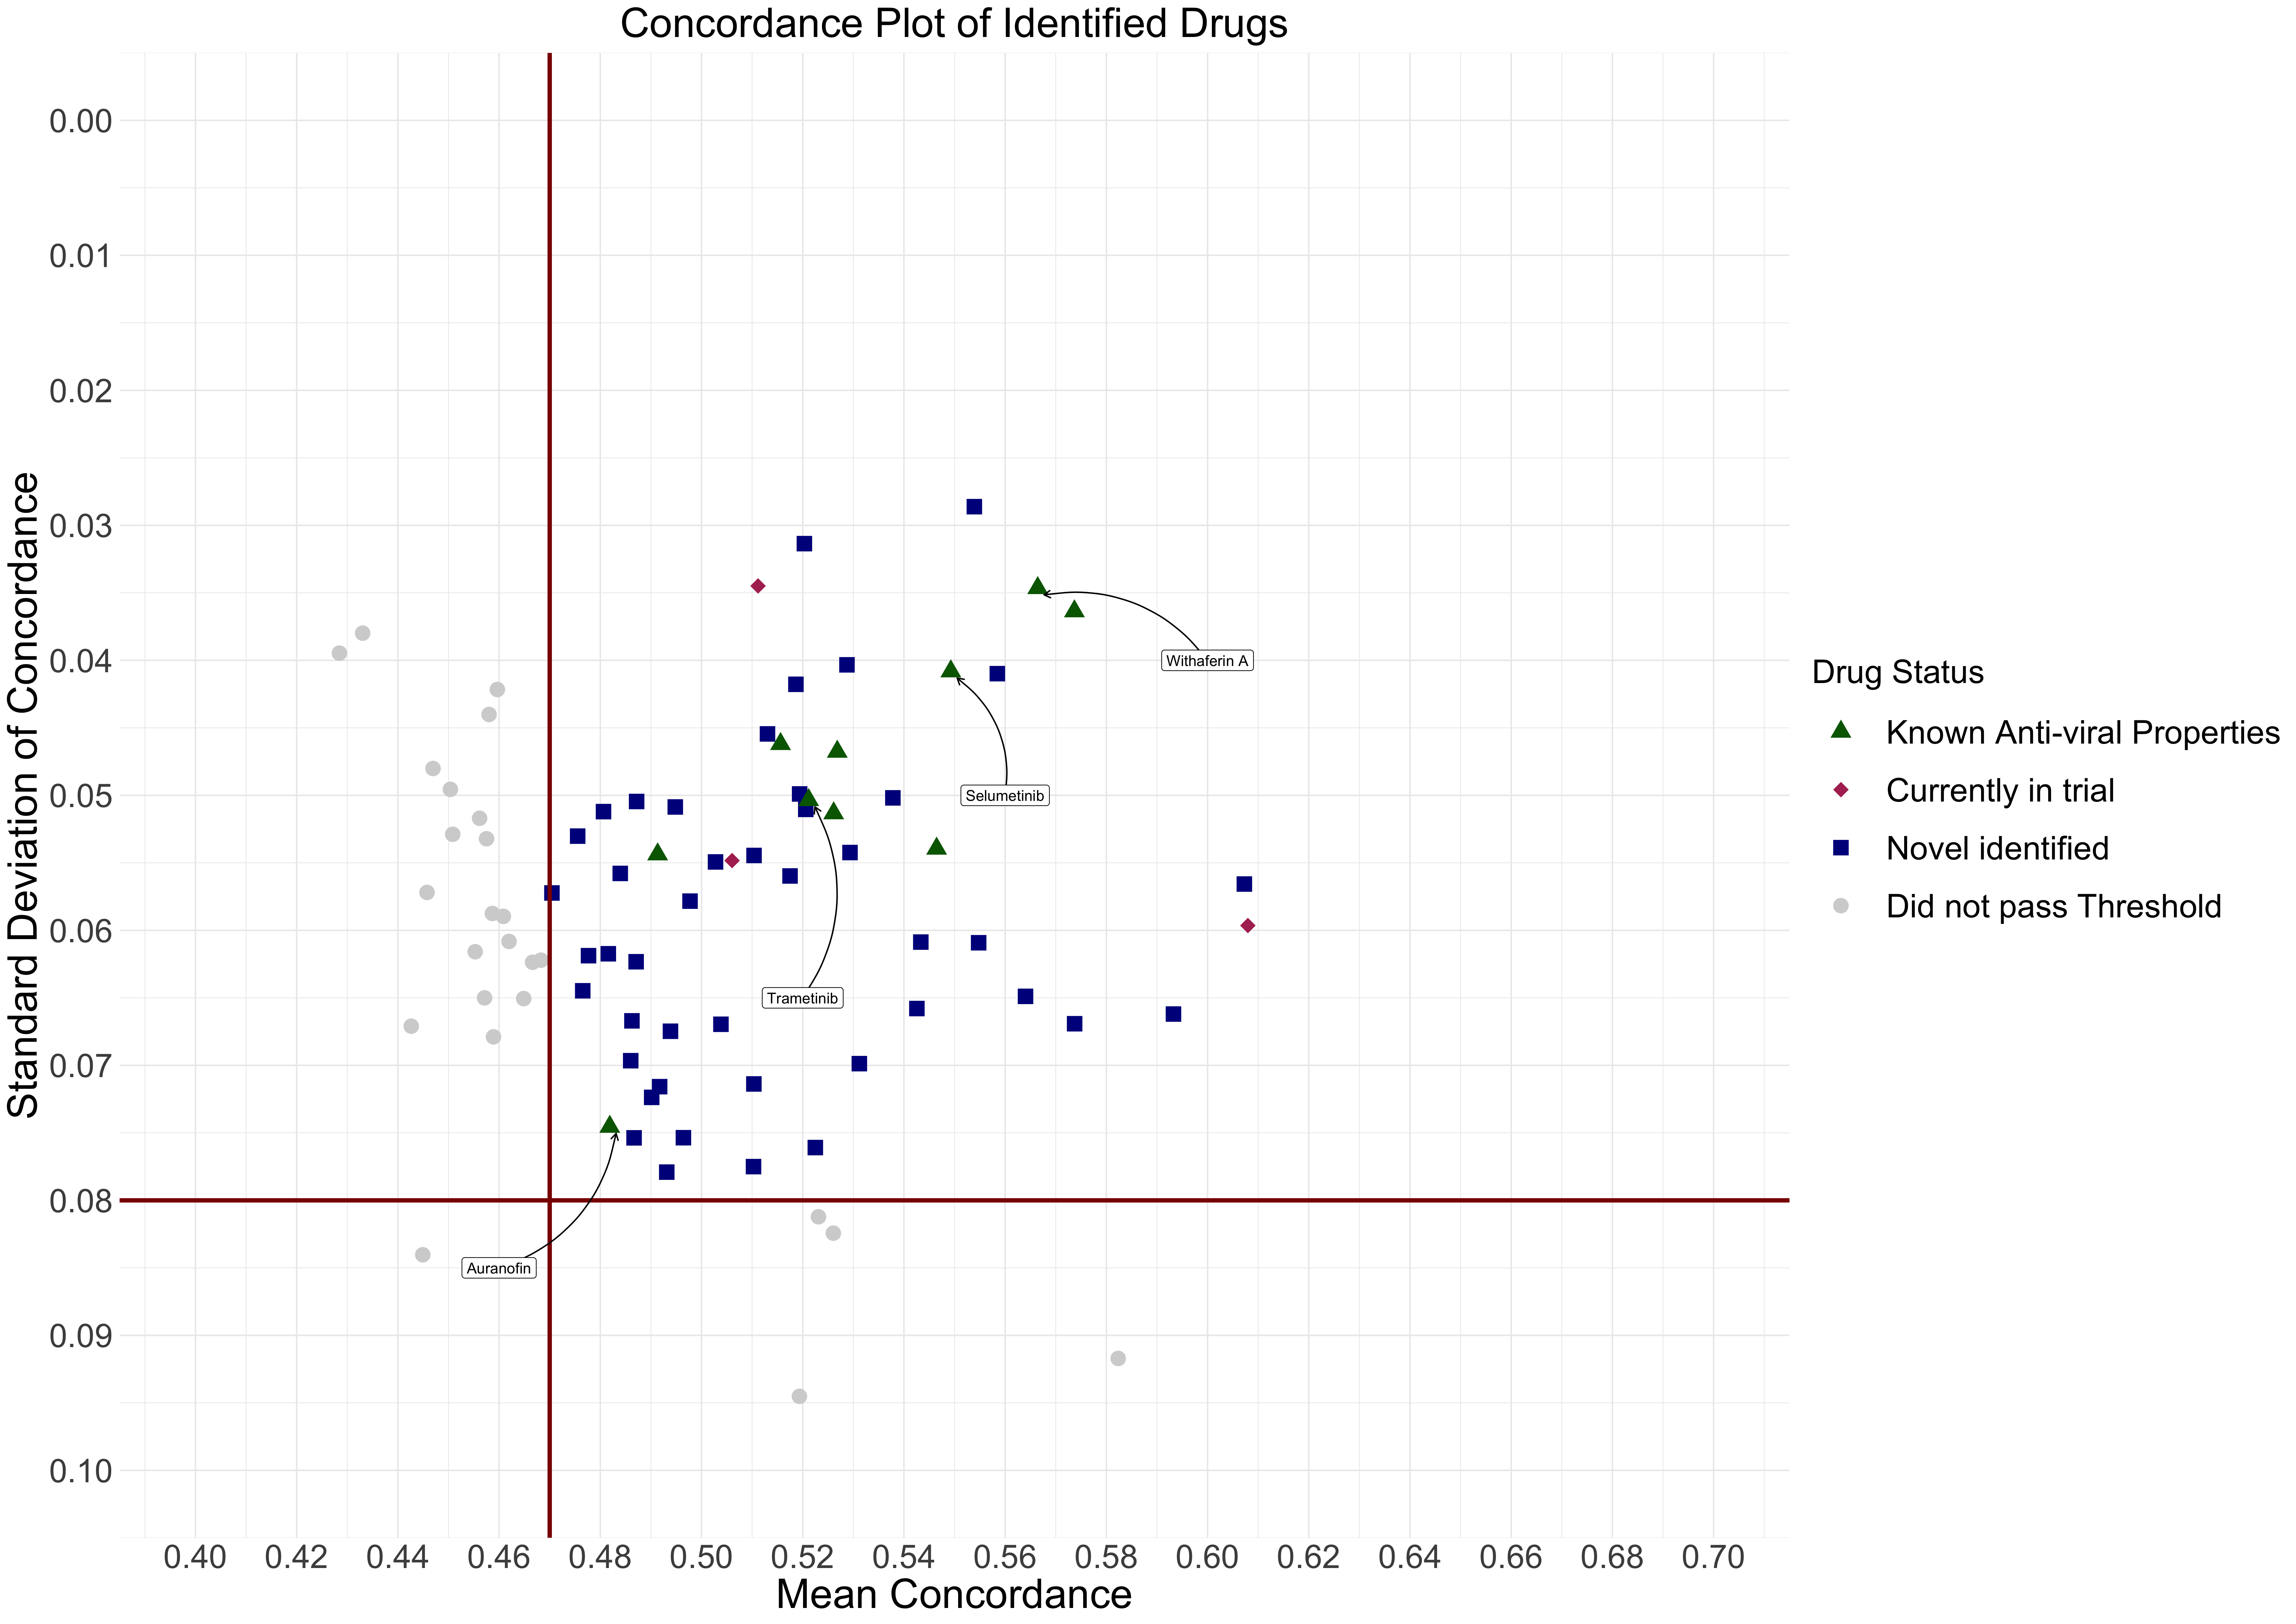 Concordance Plot of Identified Drugs
Standard Deviation of Concordance
0.00
0.01
0.02
0.03
0.04
0.05
0.06
0.07
0.08
0.09
0.10
Withaferin A
Selumetinib
Trametinib
Auranofin
0.40 0.42 0.44 0.46 0.48 0.50 0.52 0.54 0.56 0.58 0.60 0.62 0.64 0.66 0.68 0.70
Mean Concordance
Drug Status
Known Anti-viral Properties
Currently in trial
Novel identified
Did not pass Threshold